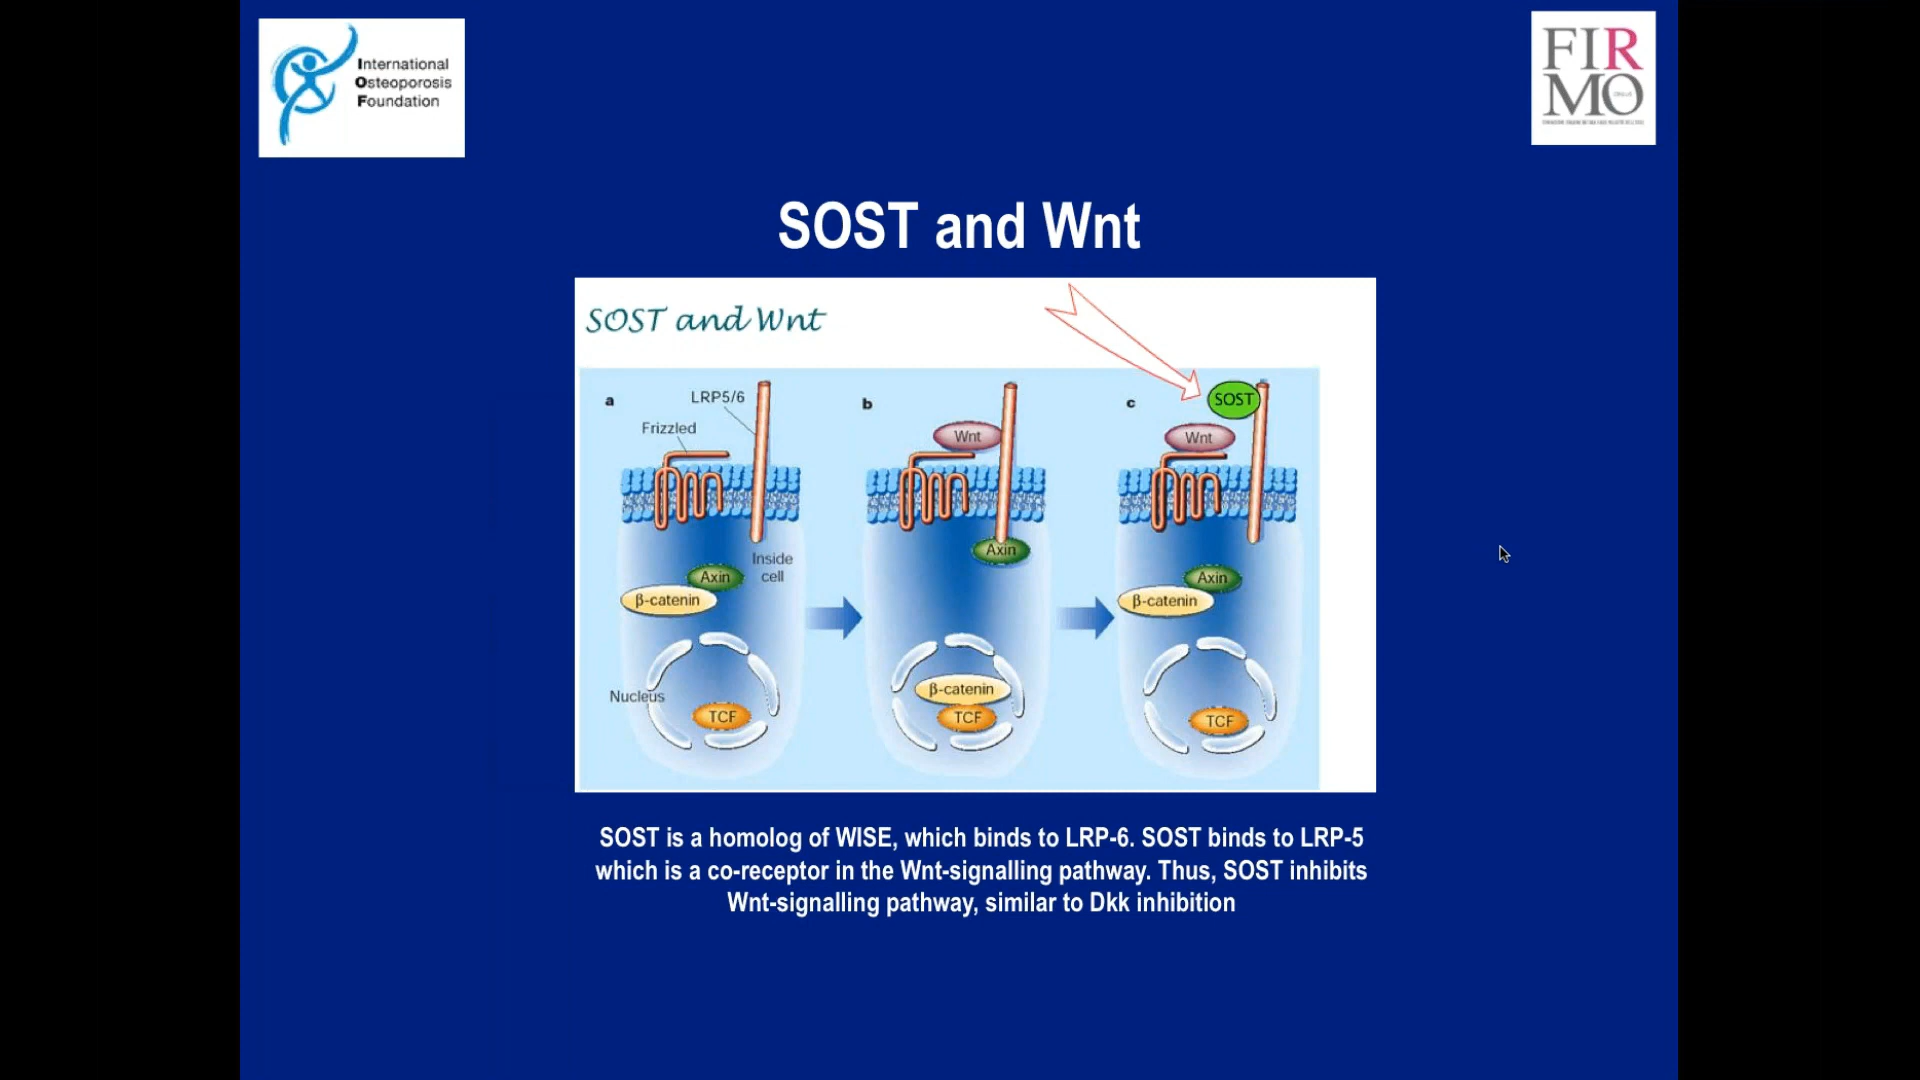 International
Osteoporosis
Foundation
FIR
MO
SOST and Wnt
SOST and Wnt
a
LRP5/6
Frizzled
Inside
cell
Axin
β-catenin
Nucleus
TCF
b
Wnt
Axin
β-catenin
TCF
c
SOST
Wnt
Axin
β-catenin
TCF
SOST is a homolog of WISE, which binds to LRP-6. SOST binds to LRP-5
which is a co-receptor in the Wnt-signalling pathway. Thus, SOST inhibits
Wnt-signalling pathway, similar to Dkk inhibition